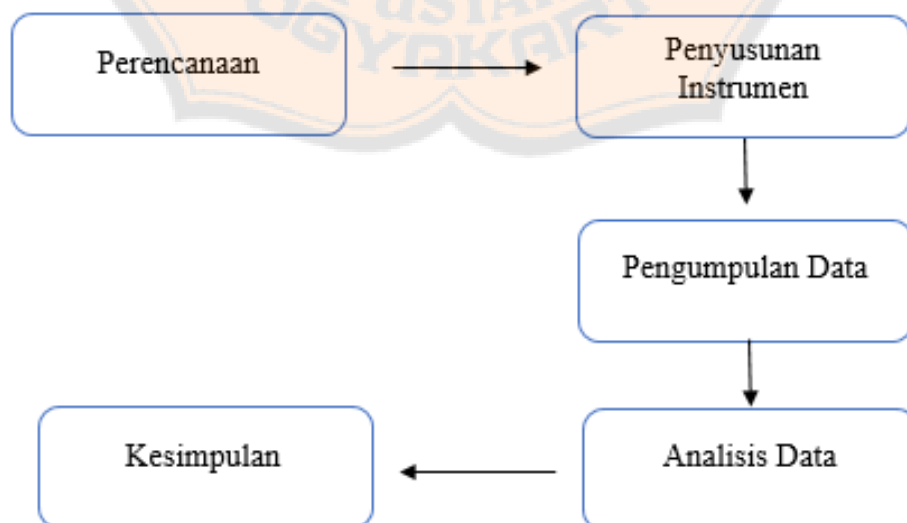 Perencanaan
Penyusunan
Instrumen
Pengumpulan Data
Analisis Data
Kesimpulan